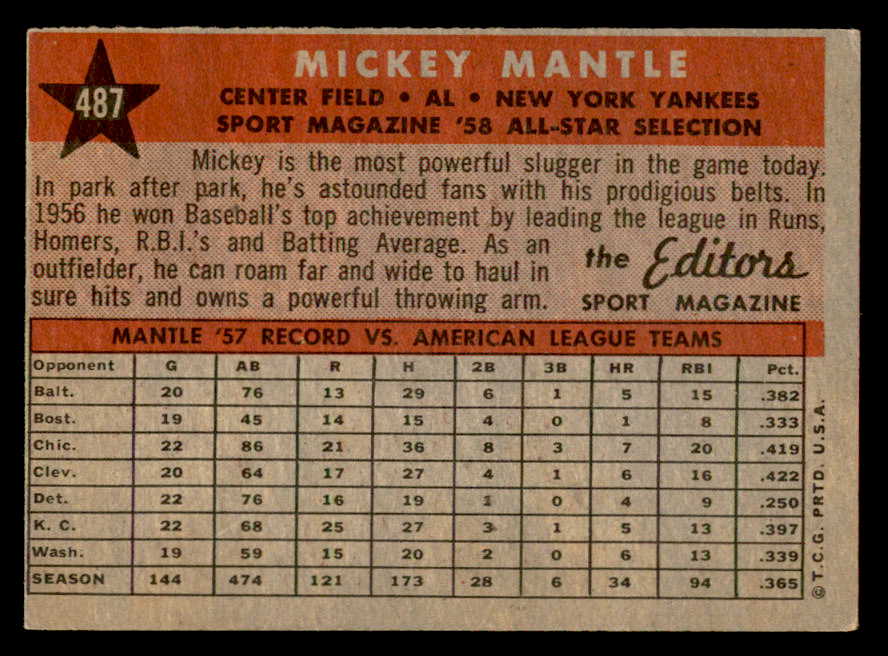 487
MICKEY MANTLE
CENTER FIELD • AL • NEW YORK YANKEES
SPORT MAGAZINE '58 ALL-STAR SELECTION
Mickey is the most powerful slugger in the game today.
In park after park, he's astounded fans with his prodigious belts. In
1956 he won Baseball's top achievement by leading the league in Runs,
Homers, R.B.I.'s and Batting Average. As an
outfielder, he can roam far and wide to haul in
sure hits and owns a powerful throwing arm.
the Editors
SPORT MAGAZINE
MANTLE '57 RECORD VS. AMERICAN LEAGUE TEAMS
Opponent G AB R H 2B 3B HR RBI Pct.
Balt. 20 76 13 29 6 1 5 15 .382
Bost. 19 45 14 15 4 0 1 8 .333
Chic. 22 86 21 36 8 3 7 20 .419
Clev. 20 64 17 27 4 1 6 16 .422
Det. 22 76 16 19 1 0 4 9 .250
K. C. 22 68 25 27 3 1 5 13 .397
Wash. 19 59 15 20 2 0 6 13 .339
SEASON 144 474 121 173 28 6 34 94 .365
©T.C.G. PRTD. U.S.A.